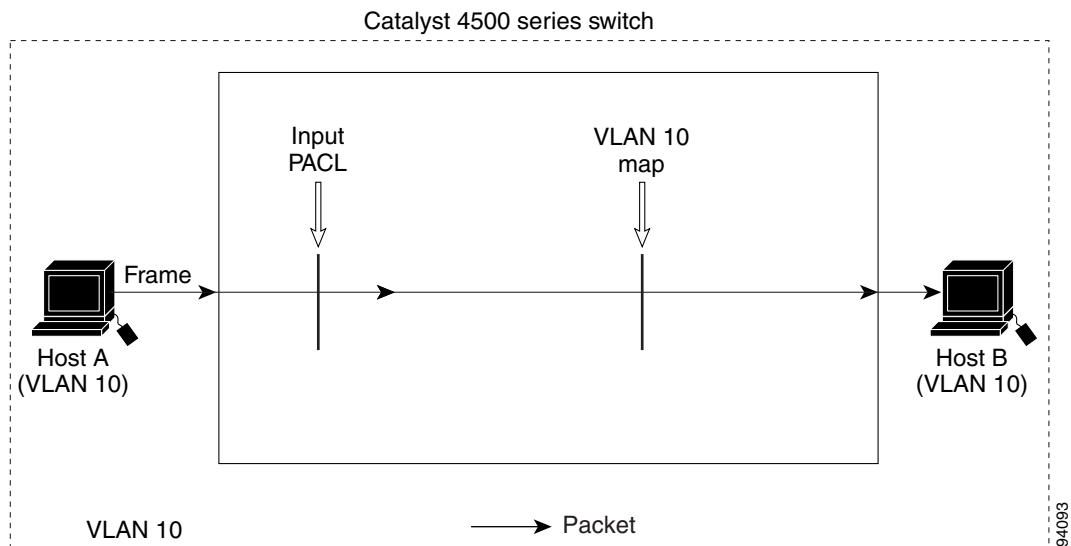 Catalyst 4500 series switch
Input
PACL
VLAN 10
map
Frame
Host A
(VLAN 10)
Host B
(VLAN 10)
VLAN 10
Packet
94093